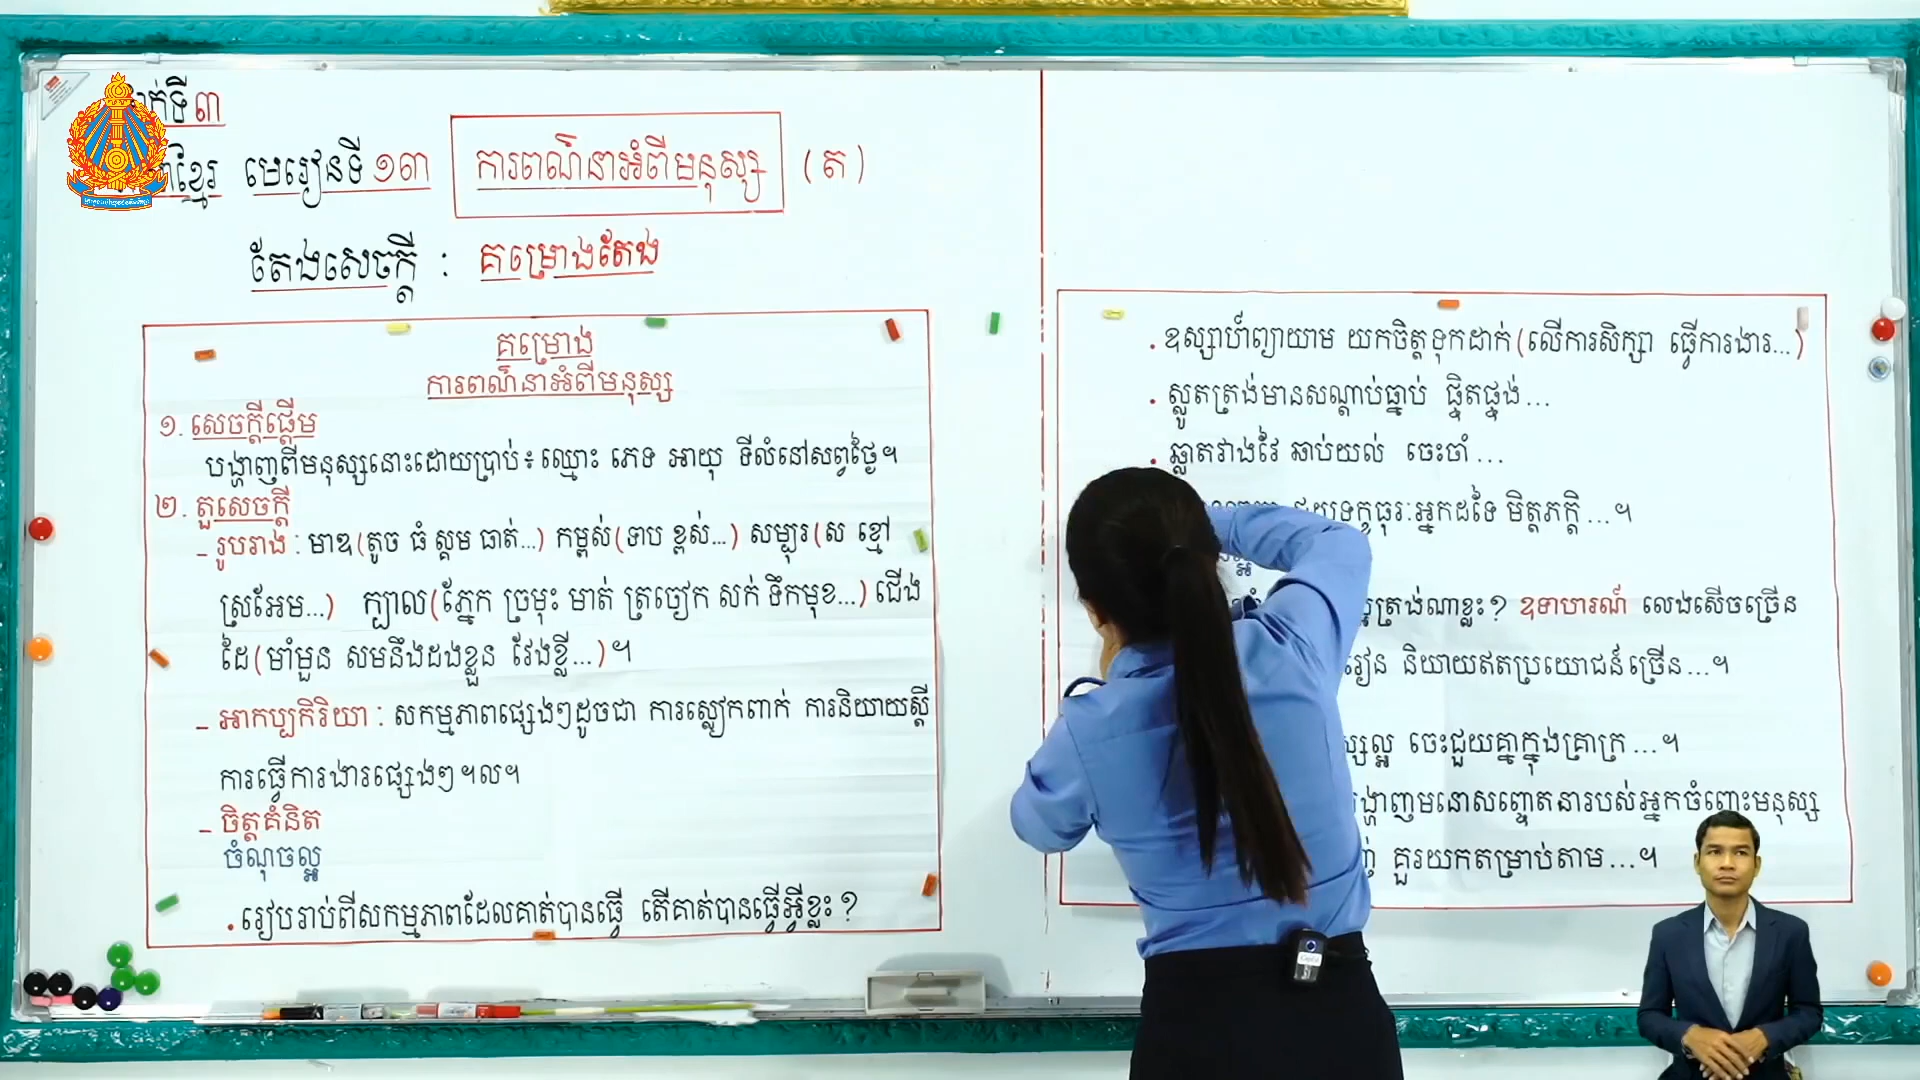 ទី៣
ខ្មែរ មេរៀនទី១៣ ការពណ៌នាអំពីមនុស្ស (ត)
តែងសេចក្ដី : គម្រោងតែង
គម្រោង
ការពណ៌នាអំពីមនុស្ស
១. សេចក្ដីផ្ដើម
បង្ហាញពីមនុស្សនោះដោយប្រាប់៖ ឈ្មោះ ភេទ អាយុ ទីលំនៅសព្វថ្ងៃ។
២. តួសេចក្ដី
- រូបរាង : មាឌ(តូច ធំ ស្គម ធាត់...) កម្ពស់(ទាប ខ្ពស់...) សម្បុរ(ស ខ្មៅ
ស្រអែម...) ក្បាល(ភ្នែក ច្រមុះ មាត់ ត្រចៀក សក់ ទឹកមុខ...) ជើង
ដៃ(មាំមួន សមនឹងដងខ្លួន វែងខ្លី...)។
- អាកប្បកិរិយា : សកម្មភាពផ្សេងៗដូចជា ការស្លៀកពាក់ ការនិយាយស្ដី
ការធ្វើការងារផ្សេងៗ។ល។
- ចិត្តគំនិត
ចំណុចល្អ
. រៀបរាប់ពីសកម្មភាពដែលគាត់បានធ្វើ តើគាត់បានធ្វើអ្វីខ្លះ?
. ឧស្សាហ៍ព្យាយាម យកចិត្តទុកដាក់(លើការសិក្សា ធ្វើការងារ...)
. ស្លូតត្រង់មានសណ្ដាប់ធ្នាប់ ផ្ចិតផ្ចង់...
. ឆ្លាតវាងវៃ ឆាប់យល់ ចេះចាំ...
ជួយទុក្ខធុរៈអ្នកដទៃ មិត្តភក្ដិ...។
ត្រង់ណាខ្លះ? ឧទាហរណ៍ លេងសើចច្រើន
រៀន និយាយឥតប្រយោជន៍ច្រើន...។
ល្អ ចេះជួយគ្នាក្នុងគ្រាក្រ...។
បង្ហាញមនោសញ្ចេតនារបស់អ្នកចំពោះមនុស្ស
គួរយកតម្រាប់តាម...។